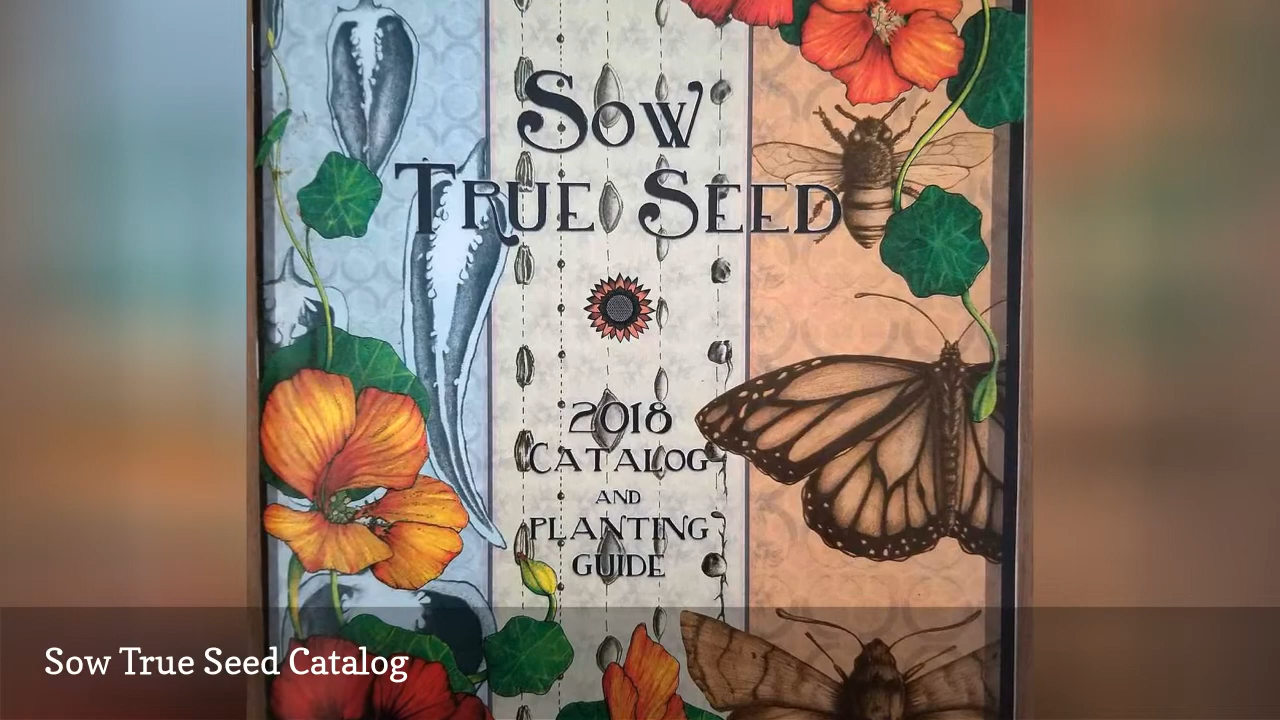 Sow
True Seed
2018
Catalog
and
Planting
Guide
Sow True Seed Catalog